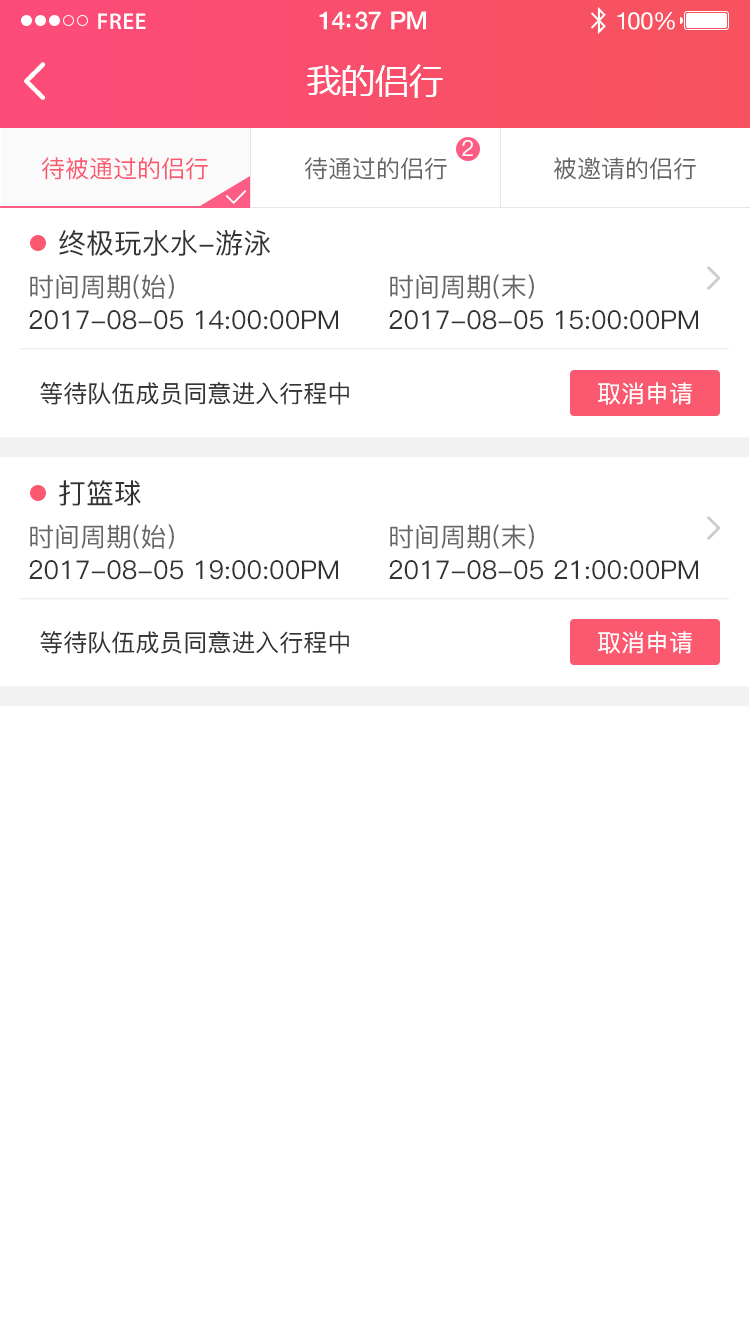 FREE 14:37 PM 100%
我的侣行
待被通过的侣行 待通过的侣行 2 被邀请的侣行
终极玩水水-游泳
时间周期(始) 时间周期(末)
2017-08-05 14:00:00PM 2017-08-05 15:00:00PM
等待队伍成员同意进入行程中 取消申请
打篮球
时间周期(始) 时间周期(末)
2017-08-05 19:00:00PM 2017-08-05 21:00:00PM
等待队伍成员同意进入行程中 取消申请